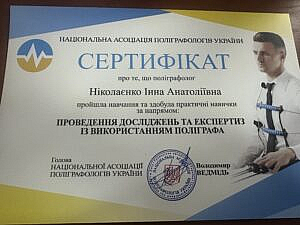 НАЦІОНАЛЬНА АСОЦІАЦІЯ ПОЛІГРАФОЛОГІВ УКРАЇНИ
СЕРТИФІКАТ
про те, що поліграфолог
Ніколаєнко Інна Анатоліївна
пройшла навчання та здобула практичні навички
за напрямом:
ПРОВЕДЕННЯ ДОСЛІДЖЕНЬ ТА ЕКСПЕРТИЗ
ІЗ ВИКОРИСТАННЯМ ПОЛІГРАФА
Голова
НАЦІОНАЛЬНОЇ АСОЦІАЦІЇ
ПОЛІГРАФОЛОГІВ УКРАЇНИ
Володимир
ВЕДМІДЬ